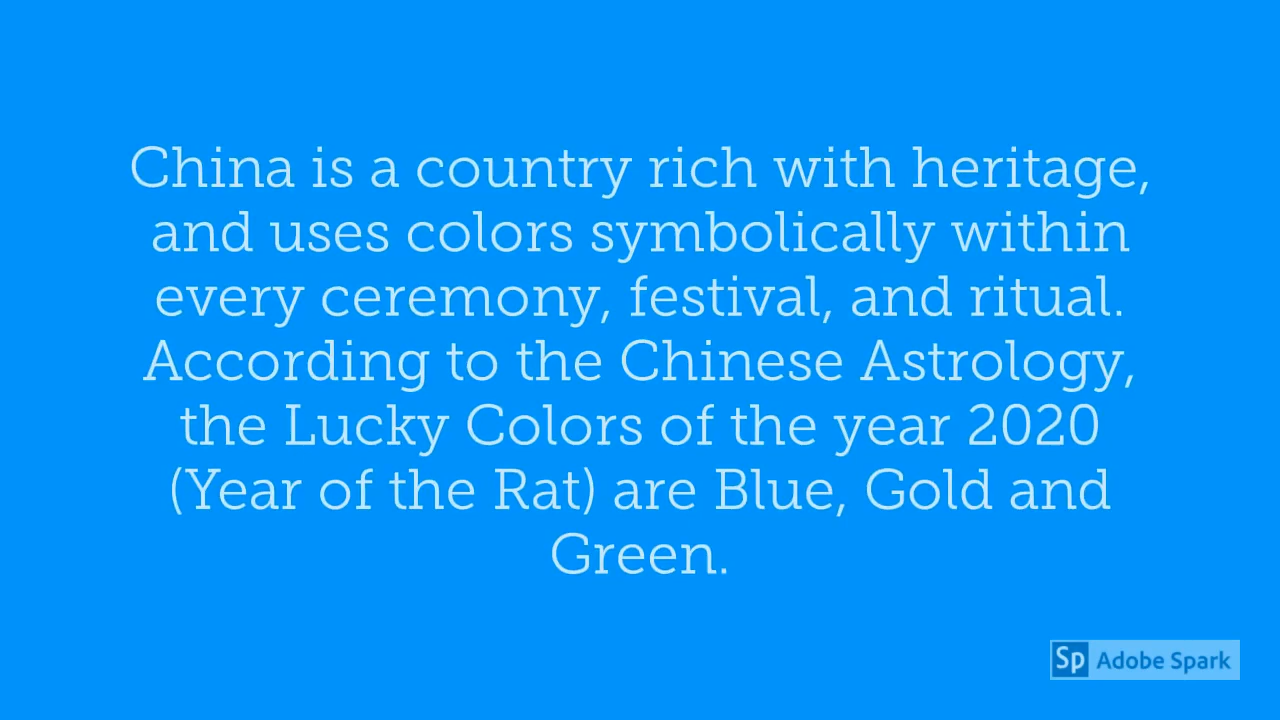 China is a country rich with heritage,
and uses colors symbolically within
every ceremony, festival, and ritual.
According to the Chinese Astrology,
the Lucky Colors of the year 2020
(Year of the Rat) are Blue, Gold and
Green.
Sp Adobe Spark